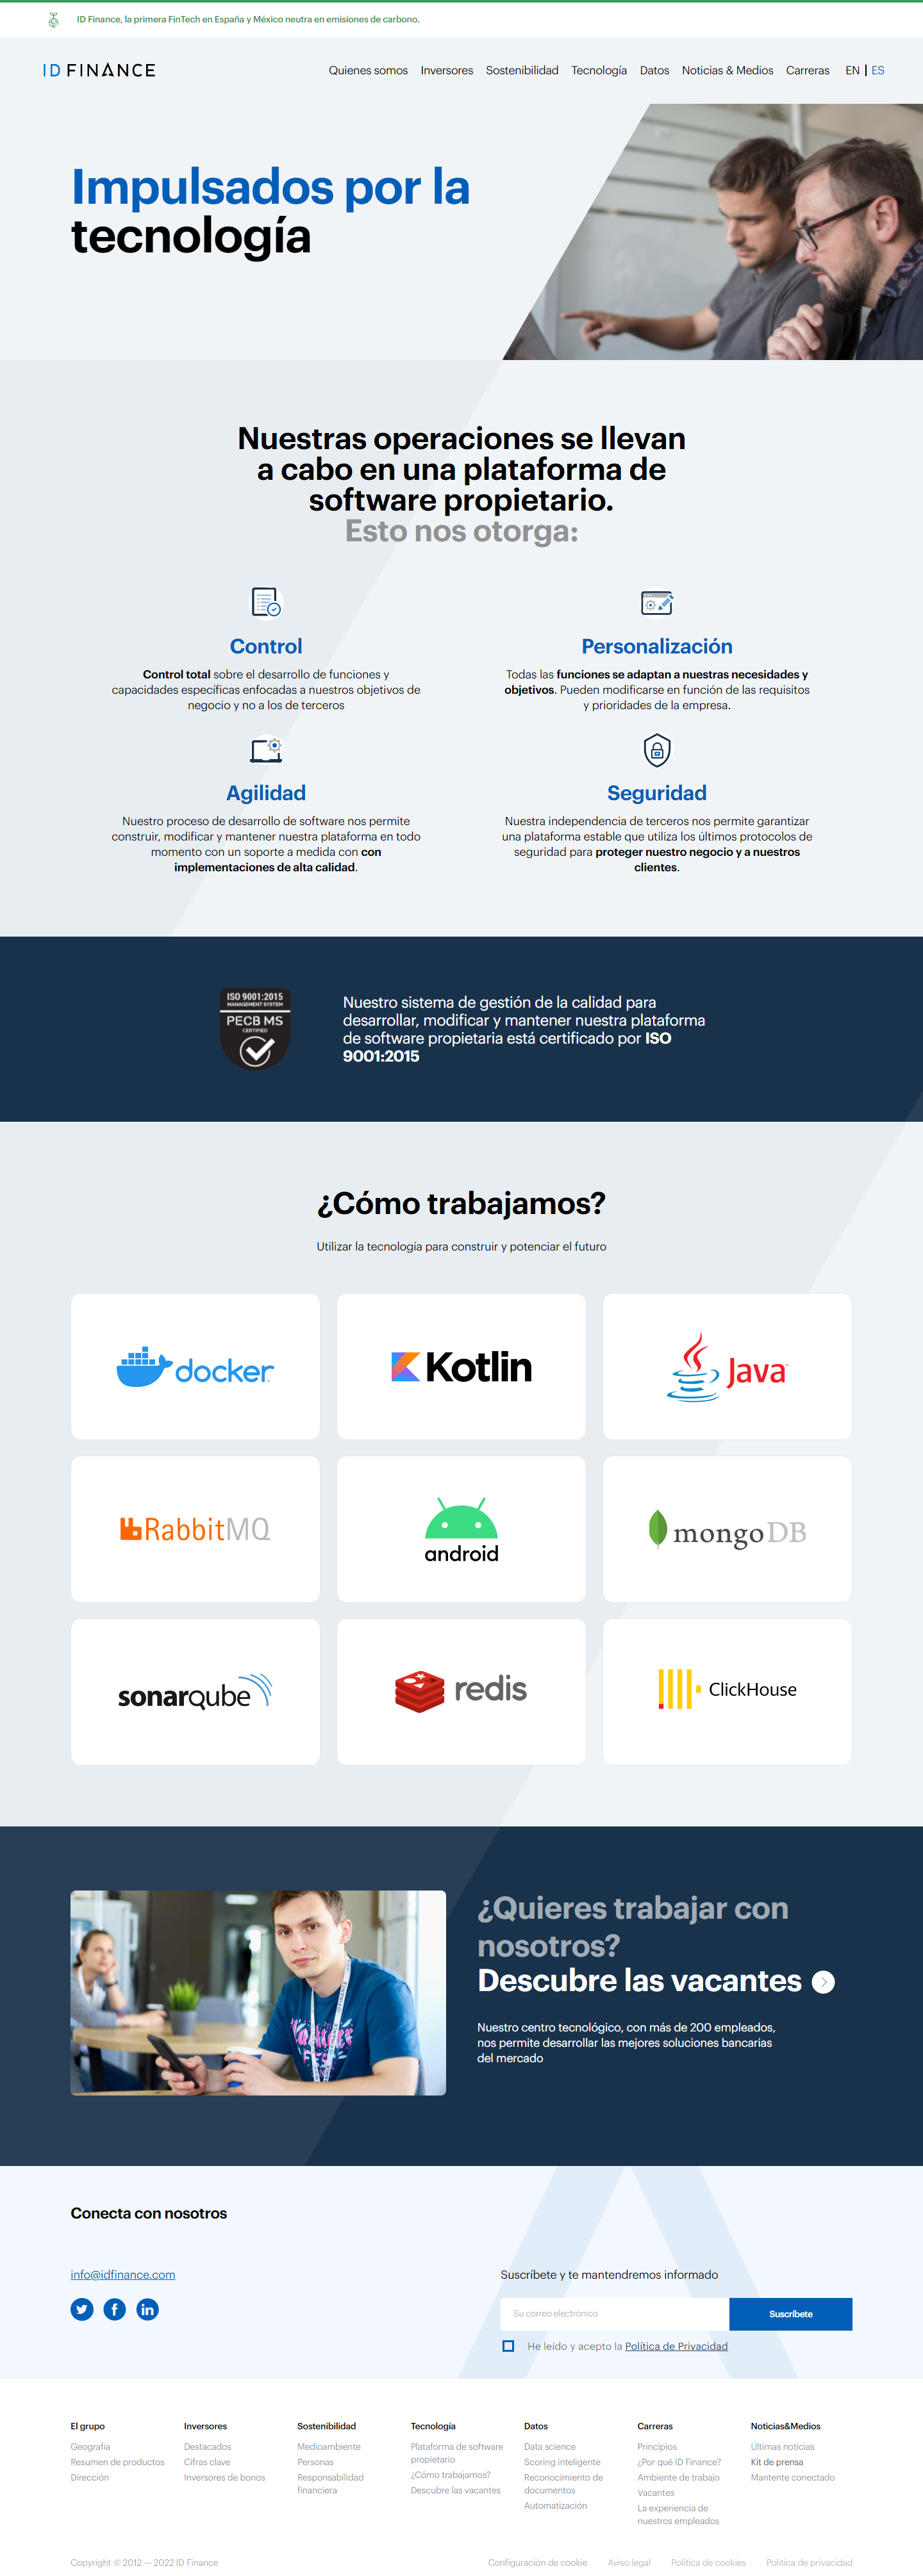 ID Finance, la primera FinTech en España y México neutra en emisiones de carbono.
ID FINANCE
Quienes somos Inversores Sostenibilidad Tecnología Datos Noticias & Medios Carreras EN | ES
Impulsados por la
tecnología
Nuestras operaciones se llevan
a cabo en una plataforma de
software propietario.
Esto nos otorga:
Control
Control total sobre el desarrollo de funciones y
capacidades específicas enfocadas a nuestros objetivos de
negocio y no a los de terceros
Personalización
Todas las funciones se adaptan a nuestras necesidades y
objetivos. Pueden modificarse en función de las requisitos
y prioridades de la empresa.
Agilidad
Nuestro proceso de desarrollo de software nos permite
construir, modificar y mantener nuestra plataforma en todo
momento con un soporte a medida con con
implementaciones de alta calidad.
Seguridad
Nuestra independencia de terceros nos permite garantizar
una plataforma estable que utiliza los últimos protocolos de
seguridad para proteger nuestro negocio y a nuestros
clientes.
ISO 9001:2015
MANAGEMENT SYSTEM
PECB MS
CERTIFIED
Nuestro sistema de gestión de la calidad para
desarrollar, modificar y mantener nuestra plataforma
de software propietaria está certificado por ISO
9001:2015
¿Cómo trabajamos?
Utilizar la tecnología para construir y potenciar el futuro
docker
Kotlin
Java
RabbitMQ
android
mongoDB
sonarqube
redis
ClickHouse
¿Quieres trabajar con
nosotros?
Descubre las vacantes
Nuestro centro tecnológico, con más de 200 empleados,
nos permite desarrollar las mejores soluciones bancarias
del mercado
Conecta con nosotros
info@idfinance.com
Suscríbete y te mantendremos informado
Su correo electrónico
Suscríbete
He leído y acepto la Política de Privacidad
El grupo
Geografía
Resumen de productos
Dirección
Inversores
Cifras clave
Inversores de bonos
Destacados
Sostenibilidad
Medioambiente
Personas
Responsabilidad
financiera
Tecnología
Plataforma de software
propietario
¿Cómo trabajamos?
Descubre las vacantes
Datos
Data science
Scoring inteligente
Reconocimiento de
documentos
Automatización
Carreras
Principios
¿Por qué ID Finance?
Ambiente de trabajo
Vacantes
La experiencia de
nuestros empleados
Noticias&Medios
Últimas noticias
Kit de prensa
Mantente conectado
Copyright © 2012 — 2022 ID Finance
Configuración de cookie Aviso legal Política de cookies Política de privacidad